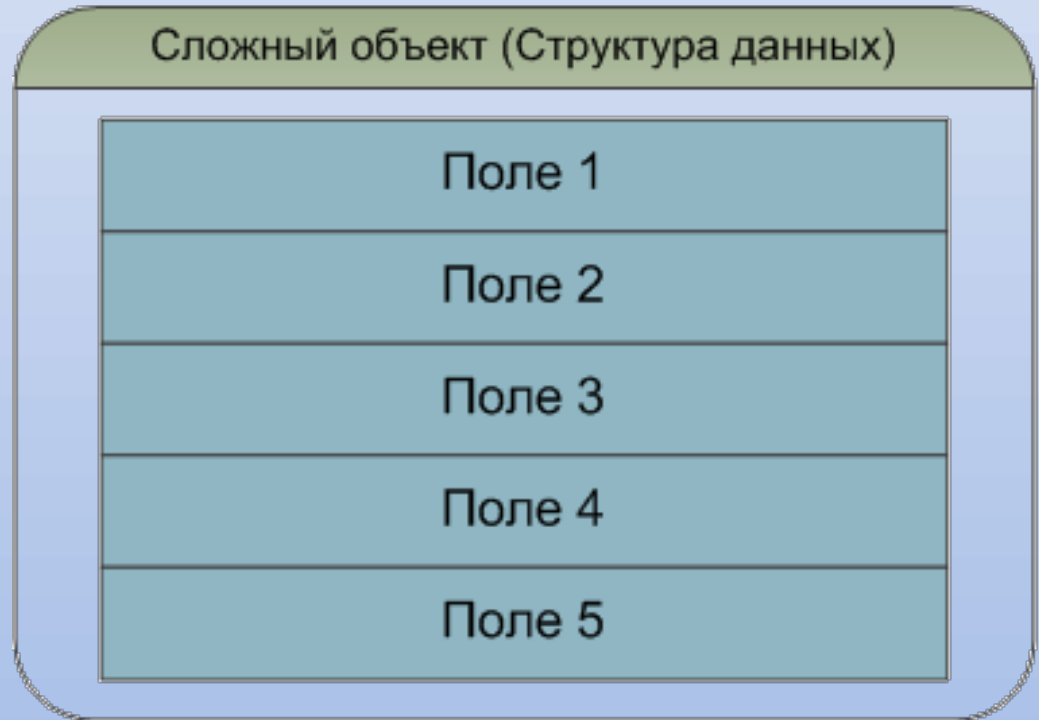 Сложный объект (Структура данных)
Поле 1
Поле 2
Поле 3
Поле 4
Поле 5